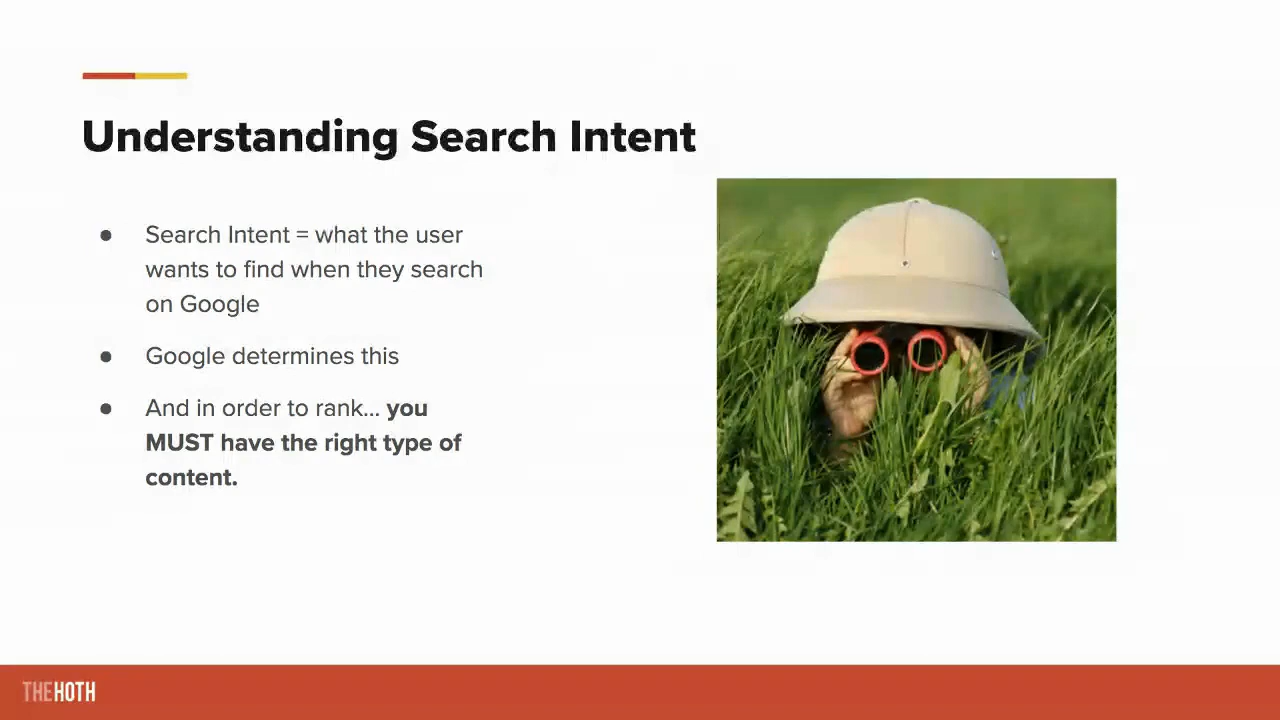 Understanding Search Intent
● Search Intent = what the user
wants to find when they search
on Google
● Google determines this
● And in order to rank... you
MUST have the right type of
content.
THEHOTH